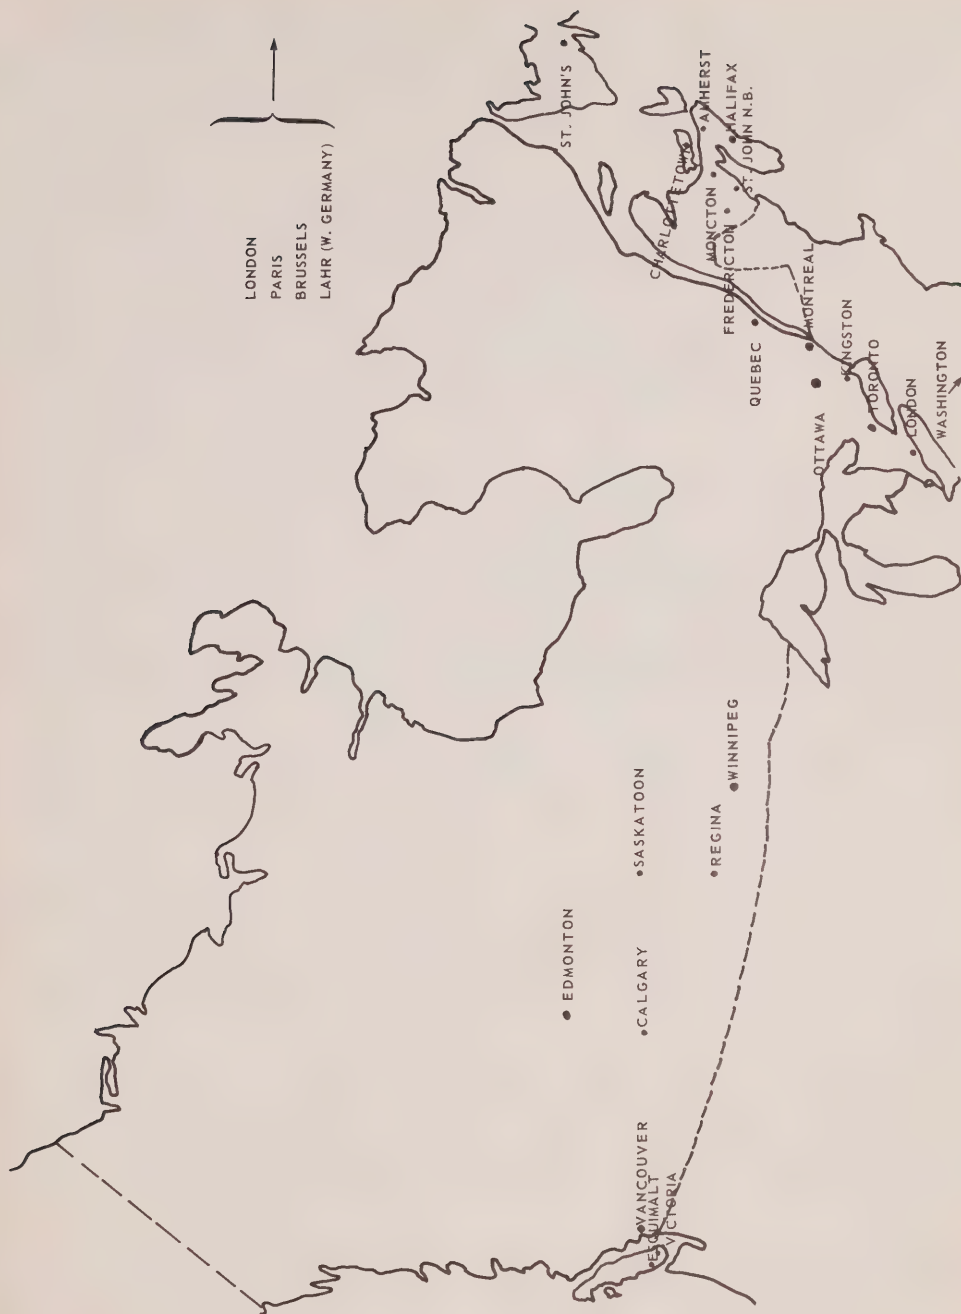 LONDON
PARIS
BRUSSELS
LAHR (W. GERMANY)
ST. JOHN'S
EDMONTON
VANCOUVER
ESQUIMALT
VICTORIA
CALGARY
SASKATOON
REGINA
WINNIPEG
CHARLOTTETOWN
AMHERST
MONCTON
HALIFAX
FREDERICTON
ST. JOHN N.B.
QUEBEC
MONTREAL
OTTAWA
KINGSTON
TORONTO
LONDON
WASHINGTON